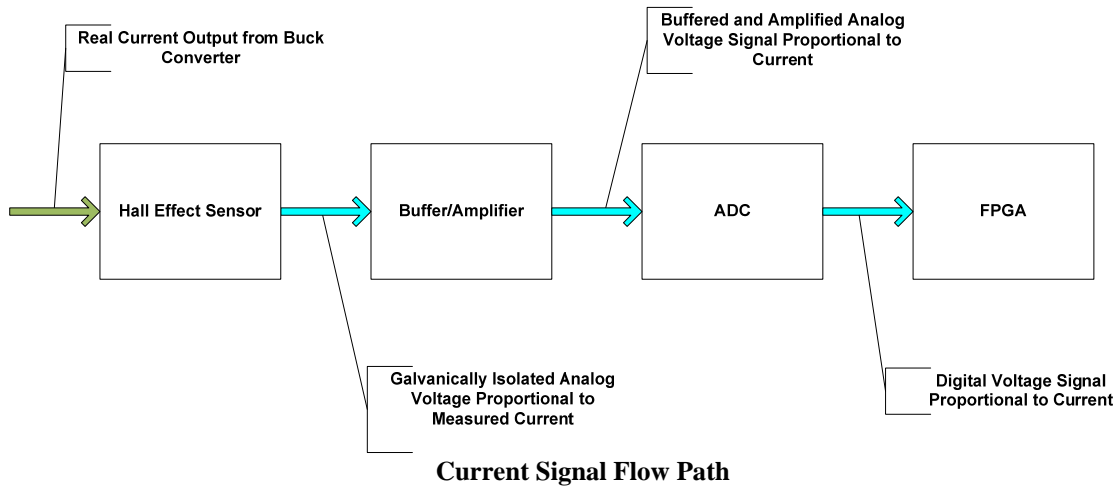 Real Current Output from Buck
Converter
Buffered and Amplified Analog
Voltage Signal Proportional to
Current
Hall Effect Sensor
Buffer/Amplifier
ADC
FPGA
Galvanically Isolated Analog
Voltage Proportional to
Measured Current
Digital Voltage Signal
Proportional to Current
Current Signal Flow Path